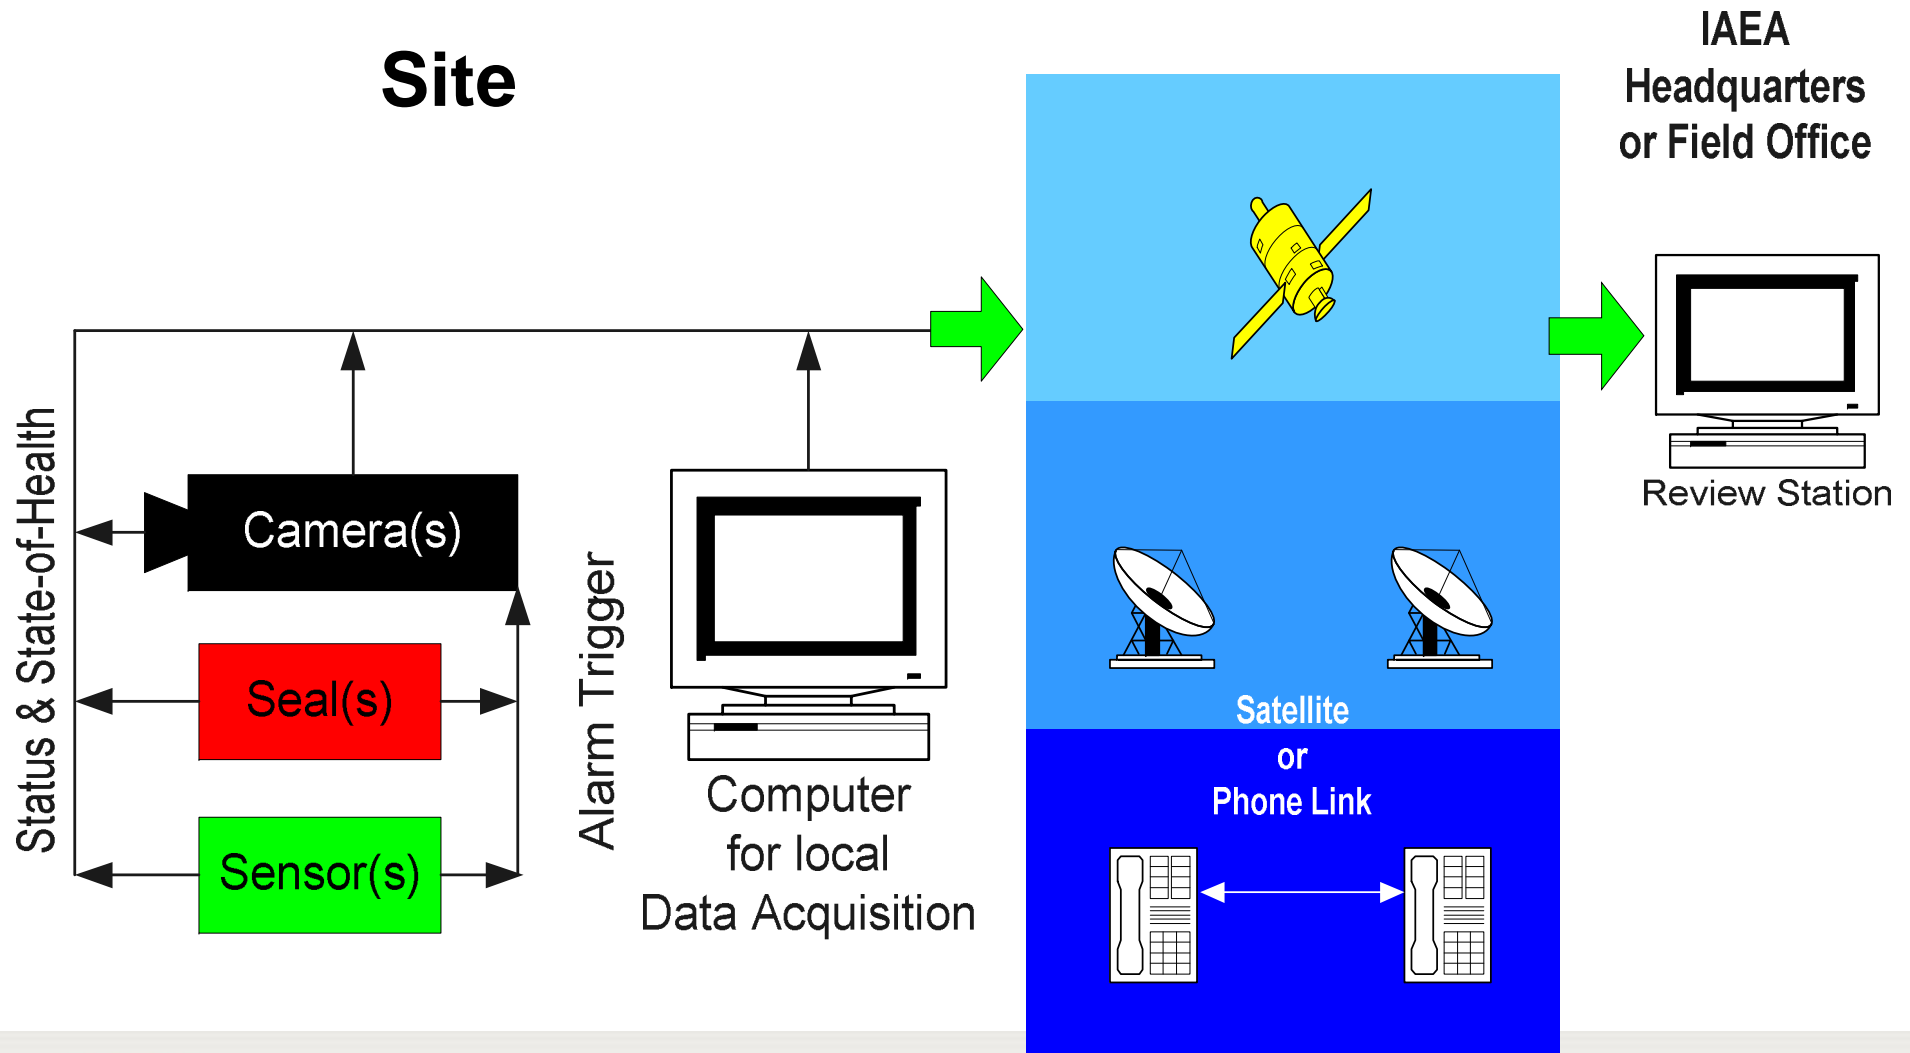 Site
Status & State-of-Health
Camera(s)
Seal(s)
Sensor(s)
Alarm Trigger
Computer
for local
Data Acquisition
Satellite
or
Phone Link
IAEA
Headquarters
or Field Office
Review Station